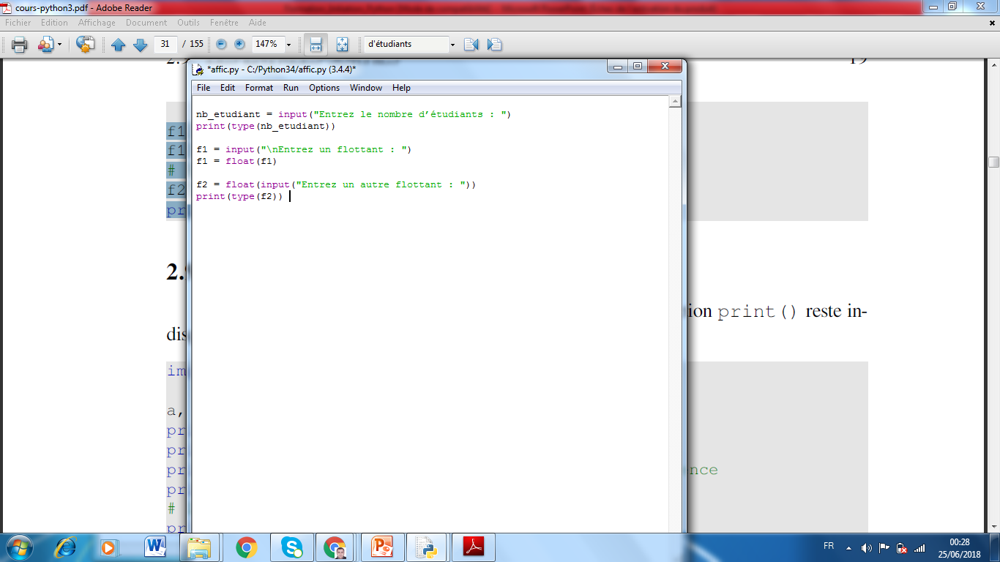 cours-python3.pdf - Adobe Reader
Fichier Edition Affichage Document Outils Fenêtre Aide
31 / 155 147% d'étudiants
2.9 19
*affic.py - C:/Python34/affic.py (3.4.4)*
File Edit Format Run Options Window Help
nb_etudiant = input("Entrez le nombre d’étudiants : ")
print(type(nb_etudiant))
f1 = input("\nEntrez un flottant : ")
f1 = float(f1)
f2 = float(input("Entrez un autre flottant : "))
print(type(f2))
f1
f1
#
f2
pr
2.9
ion print() reste in-
dis
im
a,
pr
pr
pr nce
pr
#
pr
FR 00:28
25/06/2018